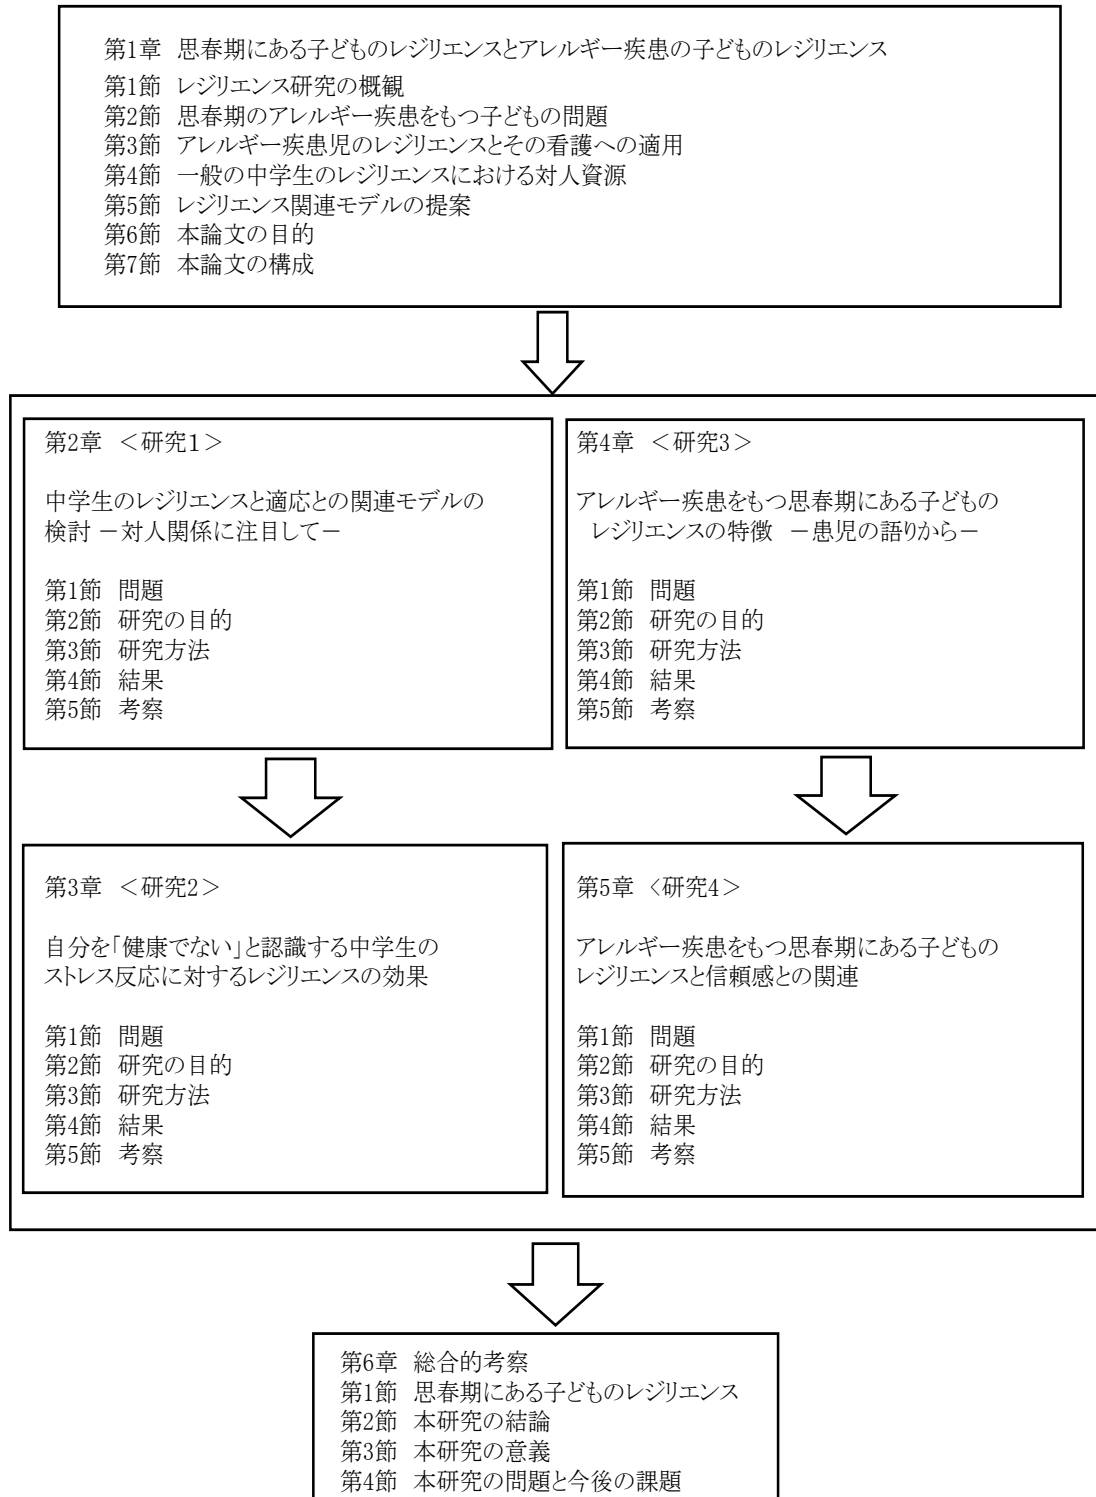 第1章 思春期にある子どものレジリエンスとアレルギー疾患の子どものレジリエンス
第1節 レジリエンス研究の概観
第2節 思春期のアレルギー疾患をもつ子どもの問題
第3節 アレルギー疾患児のレジリエンスとその看護への適用
第4節 一般の中学生のレジリエンスにおける対人資源
第5節 レジリエンス関連モデルの提案
第6節 本論文の目的
第7節 本論文の構成
第2章 ＜研究1＞
中学生のレジリエンスと適応との関連モデルの
検討 －対人関係に注目して－
第1節 問題
第2節 研究の目的
第3節 研究方法
第4節 結果
第5節 考察
第4章 ＜研究3＞
アレルギー疾患をもつ思春期にある子どもの
レジリエンスの特徴 －患児の語りから－
第1節 問題
第2節 研究の目的
第3節 研究方法
第4節 結果
第5節 考察
第3章 ＜研究2＞
自分を「健康でない」と認識する中学生の
ストレス反応に対するレジリエンスの効果
第1節 問題
第2節 研究の目的
第3節 研究方法
第4節 結果
第5節 考察
第5章 〈研究4＞
アレルギー疾患をもつ思春期にある子どもの
レジリエンスと信頼感との関連
第1節 問題
第2節 研究の目的
第3節 研究方法
第4節 結果
第5節 考察
第6章 総合的考察
第1節 思春期にある子どものレジリエンス
第2節 本研究の結論
第3節 本研究の意義
第4節 本研究の問題と今後の課題